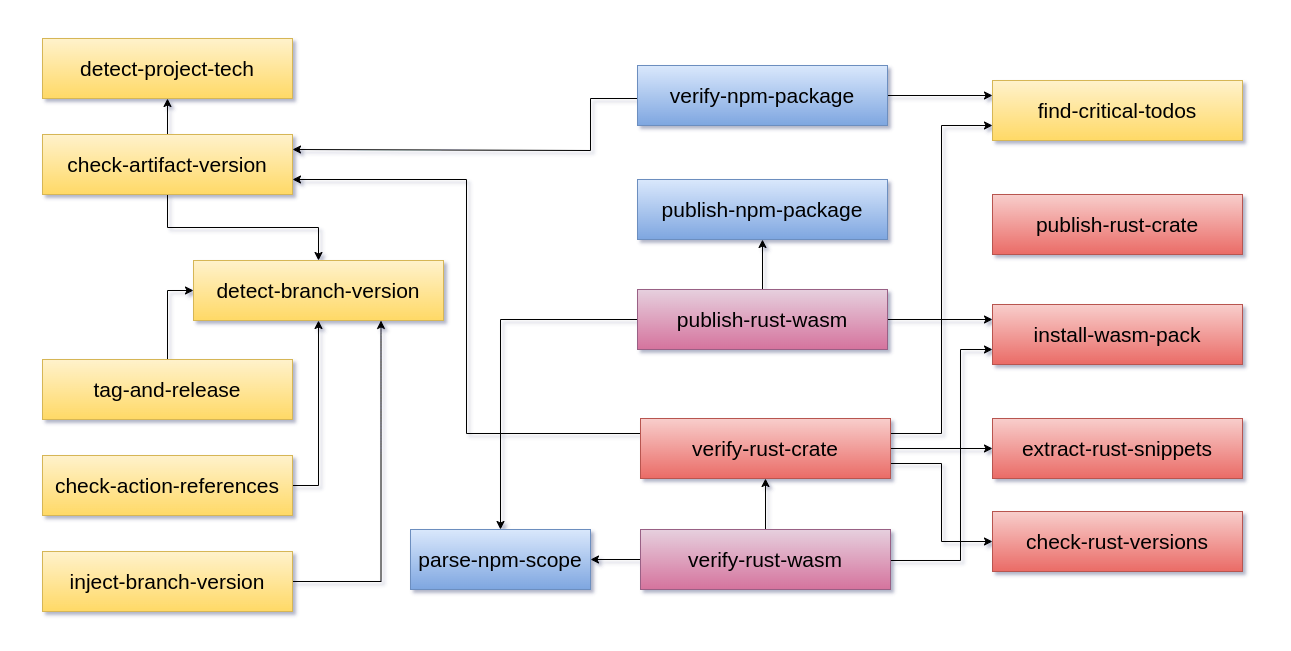 detect-project-tech
check-artifact-version
detect-branch-version
tag-and-release
check-action-references
inject-branch-version
verify-npm-package
publish-npm-package
publish-rust-wasm
verify-rust-crate
parse-npm-scope
verify-rust-wasm
find-critical-todos
publish-rust-crate
install-wasm-pack
extract-rust-snippets
check-rust-versions